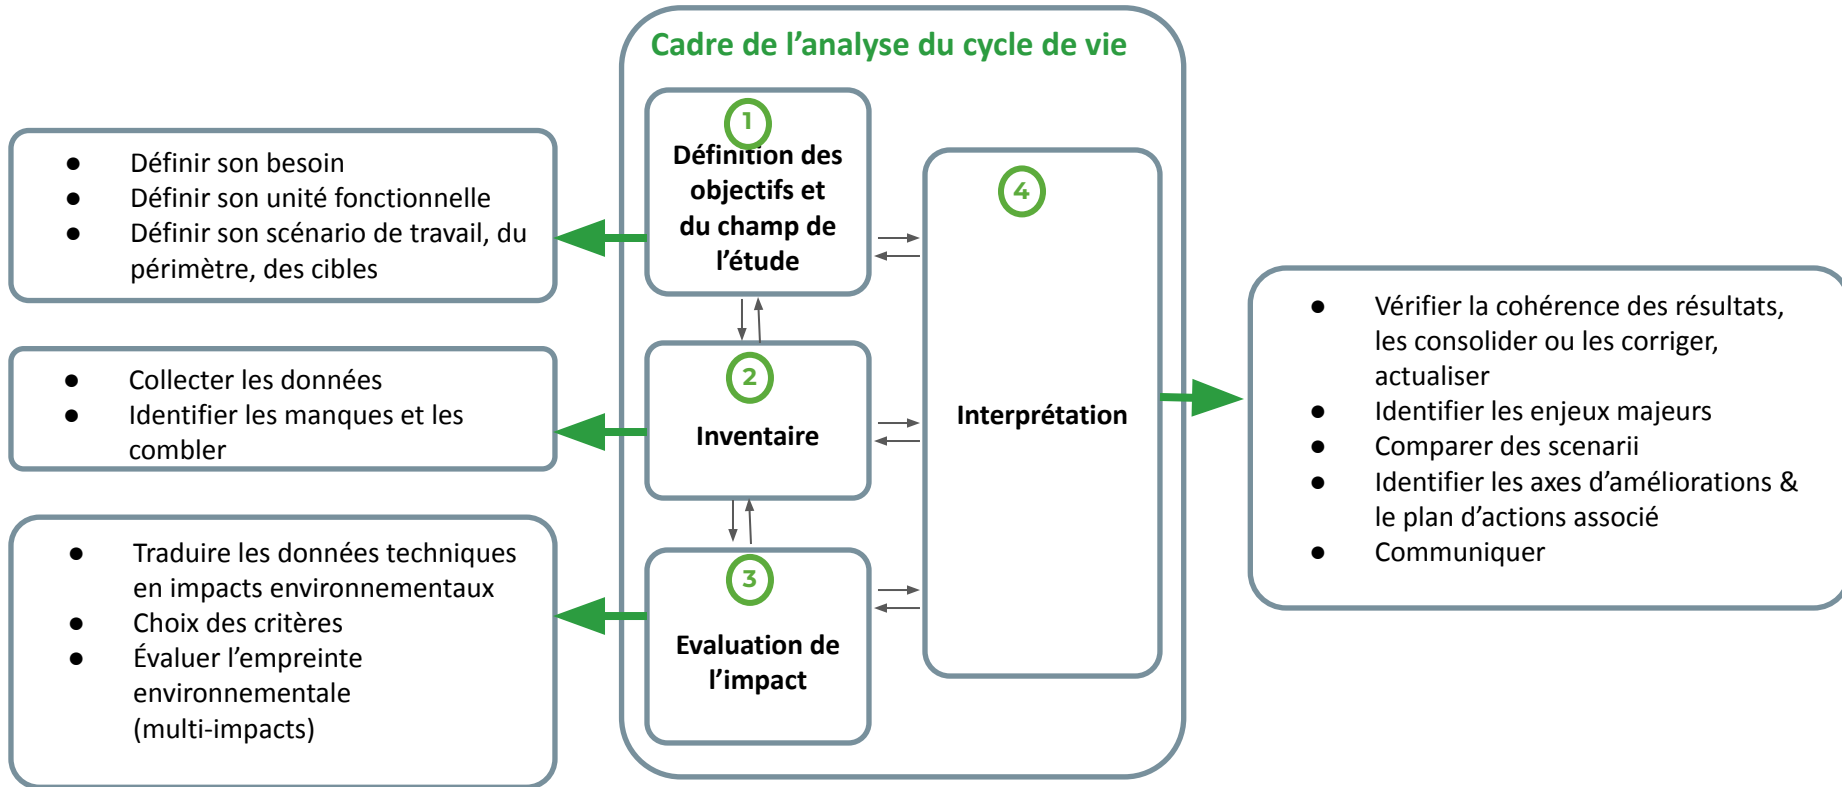 Cadre de l’analyse du cycle de vie
1
Définition des
objectifs et
du champ de
l’étude
● Définir son besoin
● Définir son unité fonctionnelle
● Définir son scénario de travail, du
périmètre, des cibles
2
Inventaire
● Collecter les données
● Identifier les manques et les
combler
3
Evaluation de
l’impact
● Traduire les données techniques
en impacts environnementaux
● Choix des critères
● Évaluer l’empreinte
environnementale
(multi-impacts)
4
Interprétation
● Vérifier la cohérence des résultats,
les consolider ou les corriger,
actualiser
● Identifier les enjeux majeurs
● Comparer des scenarii
● Identifier les axes d’améliorations &
le plan d’actions associé
● Communiquer